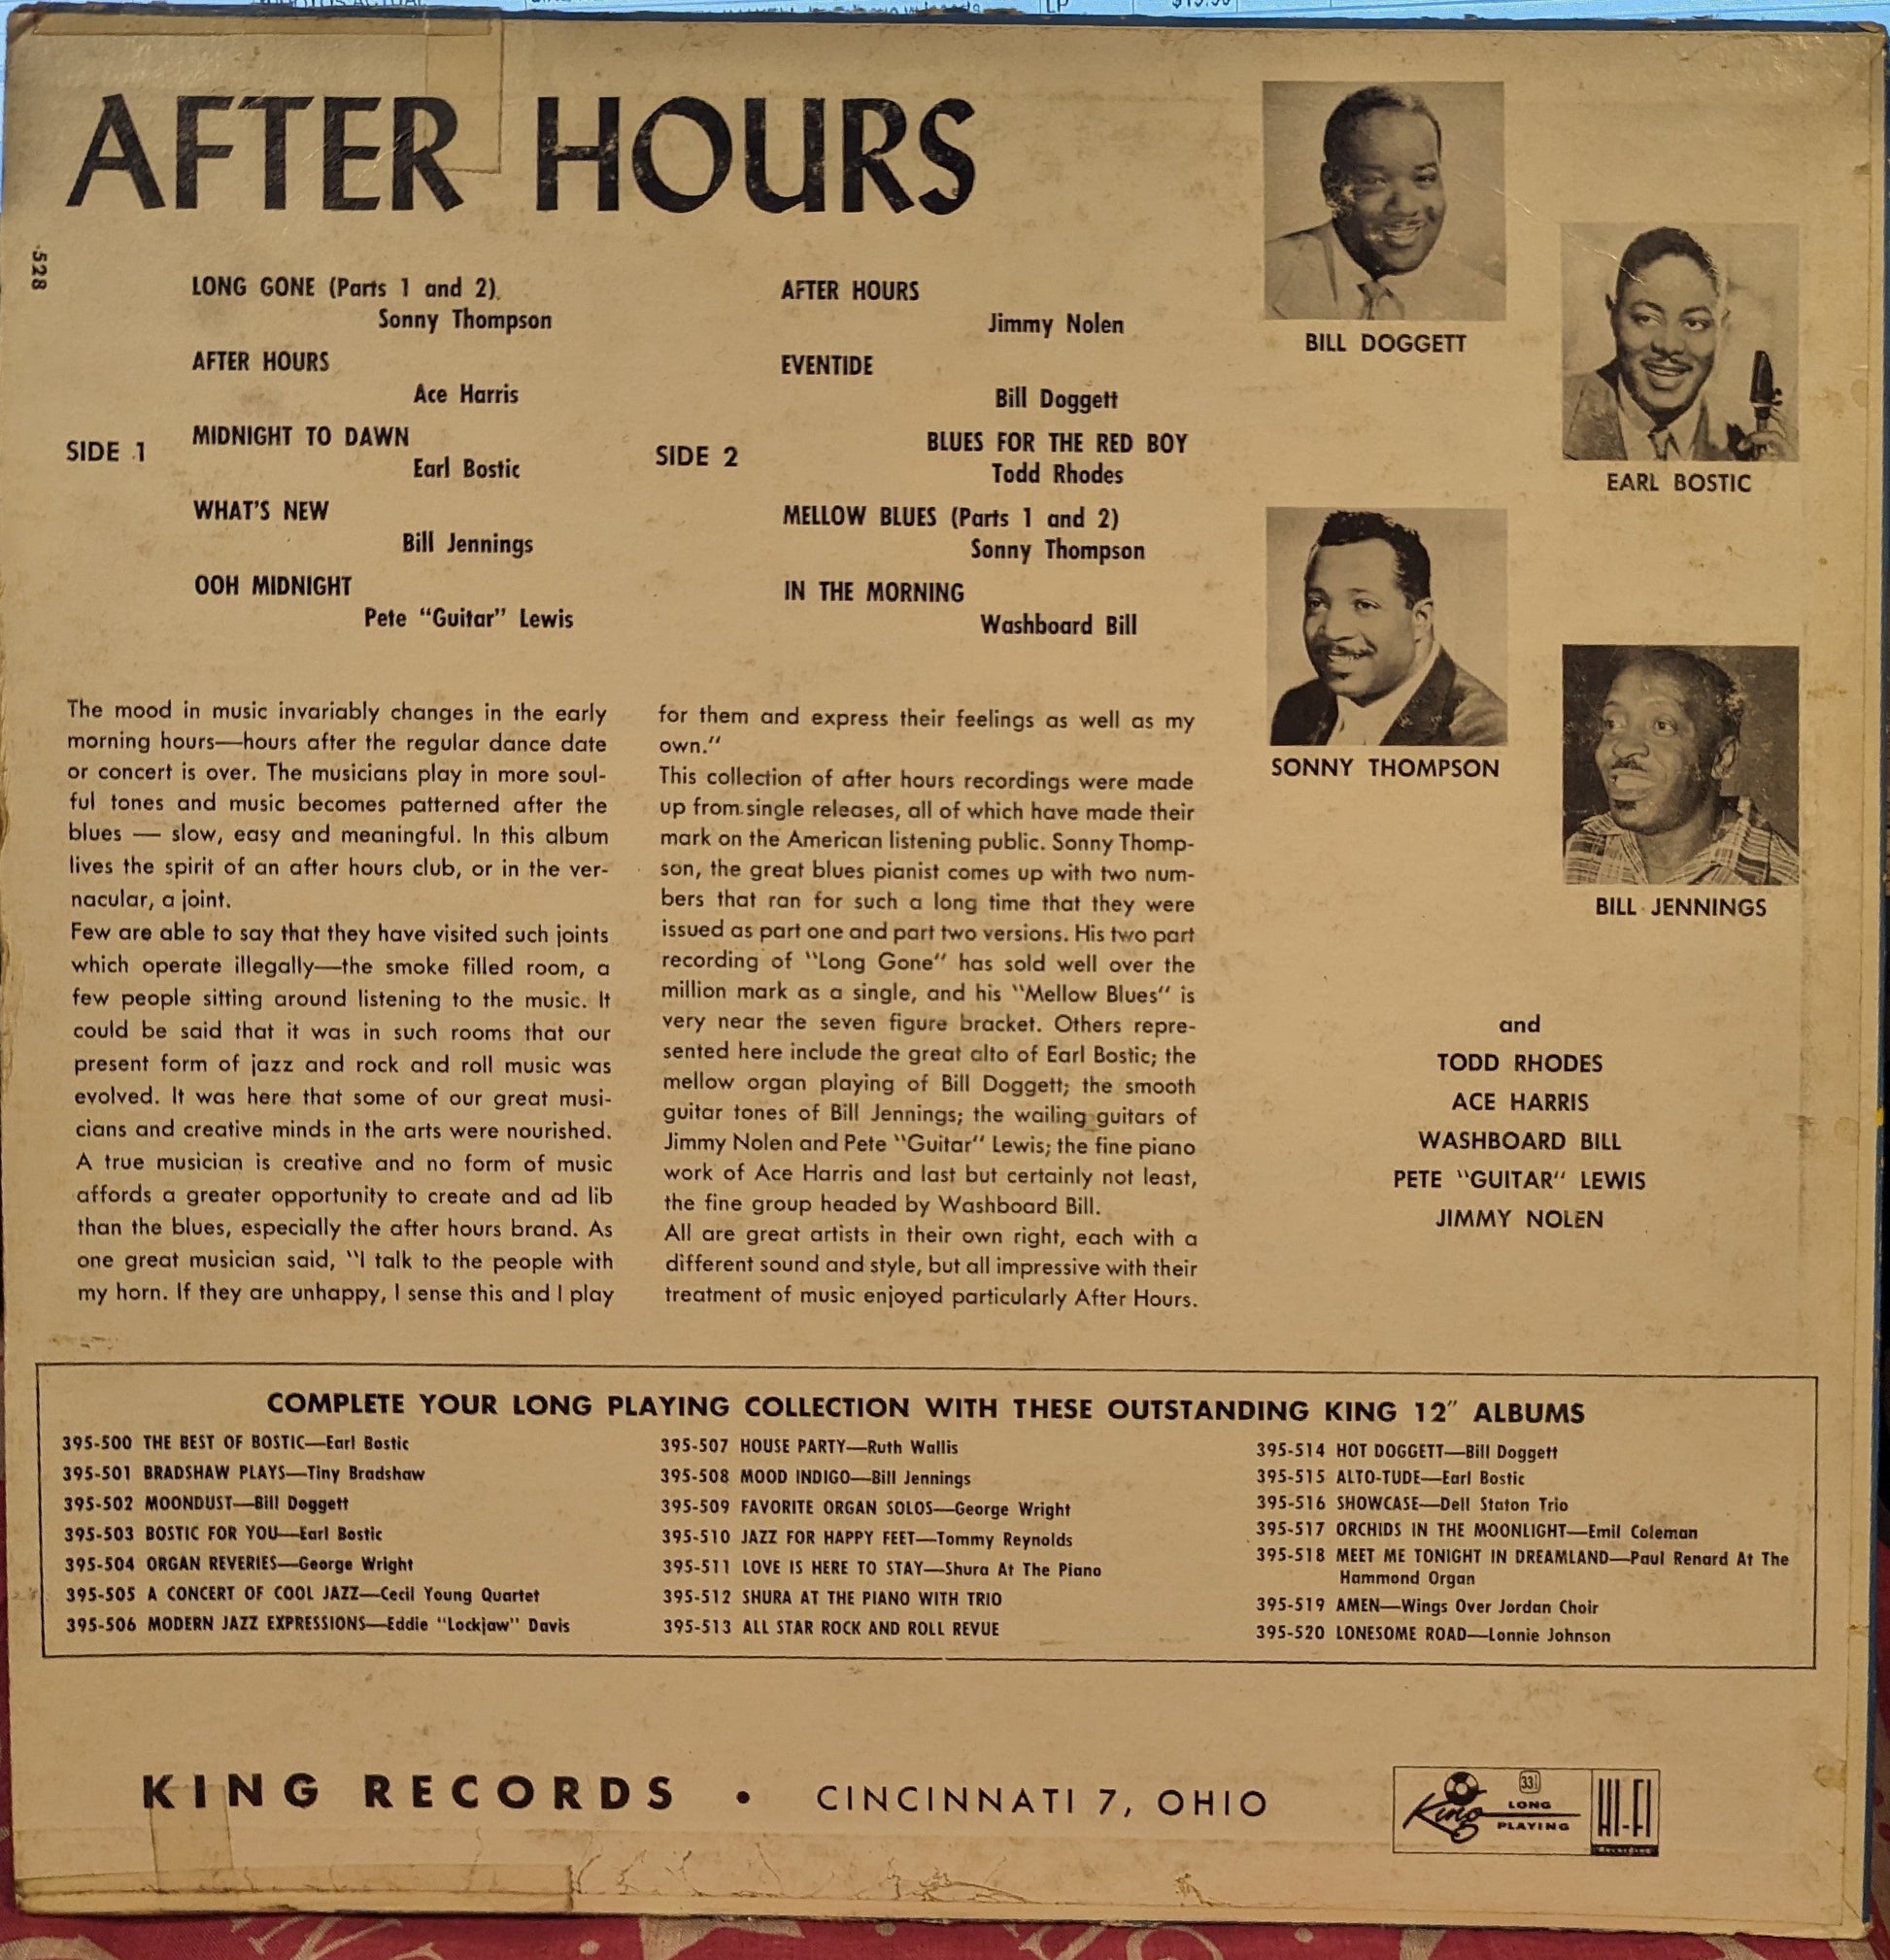 LP
AFTER HOURS
528
SIDE 1
LONG GONE (Parts 1 and 2)
Sonny Thompson
AFTER HOURS
Ace Harris
MIDNIGHT TO DAWN
Earl Bostic
WHAT'S NEW
Bill Jennings
OOH MIDNIGHT
Pete "Guitar" Lewis
SIDE 2
AFTER HOURS
Jimmy Nolen
EVENTIDE
Bill Doggett
BLUES FOR THE RED BOY
Todd Rhodes
MELLOW BLUES (Parts 1 and 2)
Sonny Thompson
IN THE MORNING
Washboard Bill
BILL DOGGETT
EARL BOSTIC
SONNY THOMPSON
BILL JENNINGS
and
TODD RHODES
ACE HARRIS
WASHBOARD BILL
PETE "GUITAR" LEWIS
JIMMY NOLEN
The mood in music invariably changes in the early
morning hours—hours after the regular dance date
or concert is over. The musicians play in more soul-
ful tones and music becomes patterned after the
blues — slow, easy and meaningful. In this album
lives the spirit of an after hours club, or in the ver-
nacular, a joint.
Few are able to say that they have visited such joints
which operate illegally—the smoke filled room, a
few people sitting around listening to the music. It
could be said that it was in such rooms that our
present form of jazz and rock and roll music was
evolved. It was here that some of our great musi-
cians and creative minds in the arts were nourished.
A true musician is creative and no form of music
affords a greater opportunity to create and ad lib
than the blues, especially the after hours brand. As
one great musician said, "I talk to the people with
my horn. If they are unhappy, I sense this and I play
for them and express their feelings as well as my
own."
This collection of after hours recordings were made
up from single releases, all of which have made their
mark on the American listening public. Sonny Thomp-
son, the great blues pianist comes up with two num-
bers that ran for such a long time that they were
issued as part one and part two versions. His two part
recording of "Long Gone" has sold well over the
million mark as a single, and his "Mellow Blues" is
very near the seven figure bracket. Others repre-
sented here include the great alto of Earl Bostic; the
mellow organ playing of Bill Doggett; the smooth
guitar tones of Bill Jennings; the wailing guitars of
Jimmy Nolen and Pete "Guitar" Lewis; the fine piano
work of Ace Harris and last but certainly not least,
the fine group headed by Washboard Bill.
All are great artists in their own right, each with a
different sound and style, but all impressive with their
treatment of music enjoyed particularly After Hours.
COMPLETE YOUR LONG PLAYING COLLECTION WITH THESE OUTSTANDING KING 12" ALBUMS
395-500 THE BEST OF BOSTIC—Earl Bostic
395-501 BRADSHAW PLAYS—Tiny Bradshaw
395-502 MOONDUST—Bill Doggett
395-503 BOSTIC FOR YOU—Earl Bostic
395-504 ORGAN REVERIES—George Wright
395-505 A CONCERT OF COOL JAZZ—Cecil Young Quartet
395-506 MODERN JAZZ EXPRESSIONS—Eddie "Lockjaw" Davis
395-507 HOUSE PARTY—Ruth Wallis
395-508 MOOD INDIGO—Bill Jennings
395-509 FAVORITE ORGAN SOLOS—George Wright
395-510 JAZZ FOR HAPPY FEET—Tommy Reynolds
395-511 LOVE IS HERE TO STAY—Shura At The Piano
395-512 SHURA AT THE PIANO WITH TRIO
395-513 ALL STAR ROCK AND ROLL REVUE
395-514 HOT DOGGETT—Bill Doggett
395-515 ALTO-TUDE—Earl Bostic
395-516 SHOWCASE—Dell Staton Trio
395-517 ORCHIDS IN THE MOONLIGHT—Emil Coleman
395-518 MEET ME TONIGHT IN DREAMLAND—Paul Renard At The
Hammond Organ
395-519 AMEN—Wings Over Jordan Choir
395-520 LONESOME ROAD—Lonnie Johnson
KING RECORDS • CINCINNATI 7, OHIO
King
33⅓
LONG
PLAYING
HI-FI